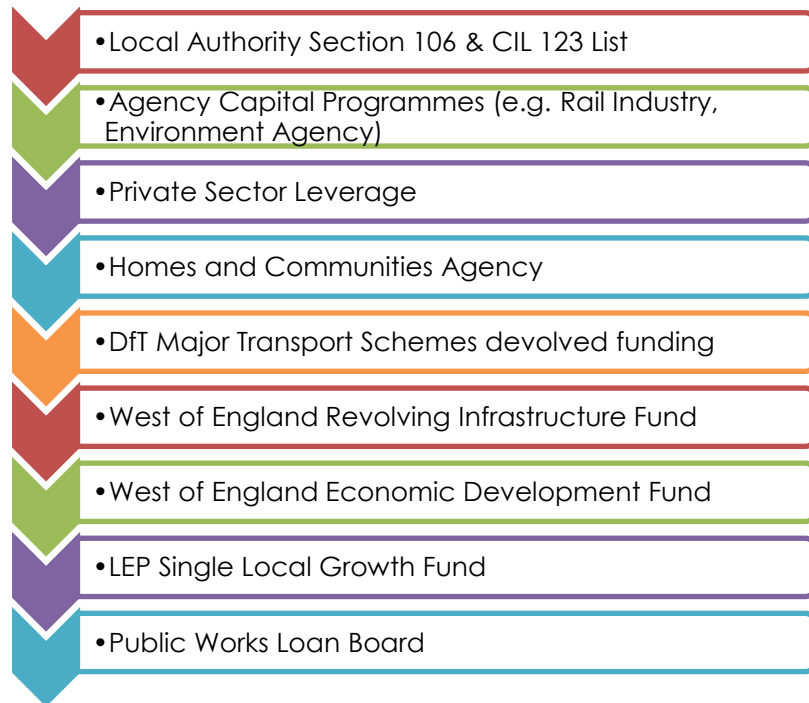 •Local Authority Section 106 & CIL 123 List
•Agency Capital Programmes (e.g. Rail Industry,
Environment Agency)
•Private Sector Leverage
•Homes and Communities Agency
•DfT Major Transport Schemes devolved funding
•West of England Revolving Infrastructure Fund
•West of England Economic Development Fund
•LEP Single Local Growth Fund
•Public Works Loan Board